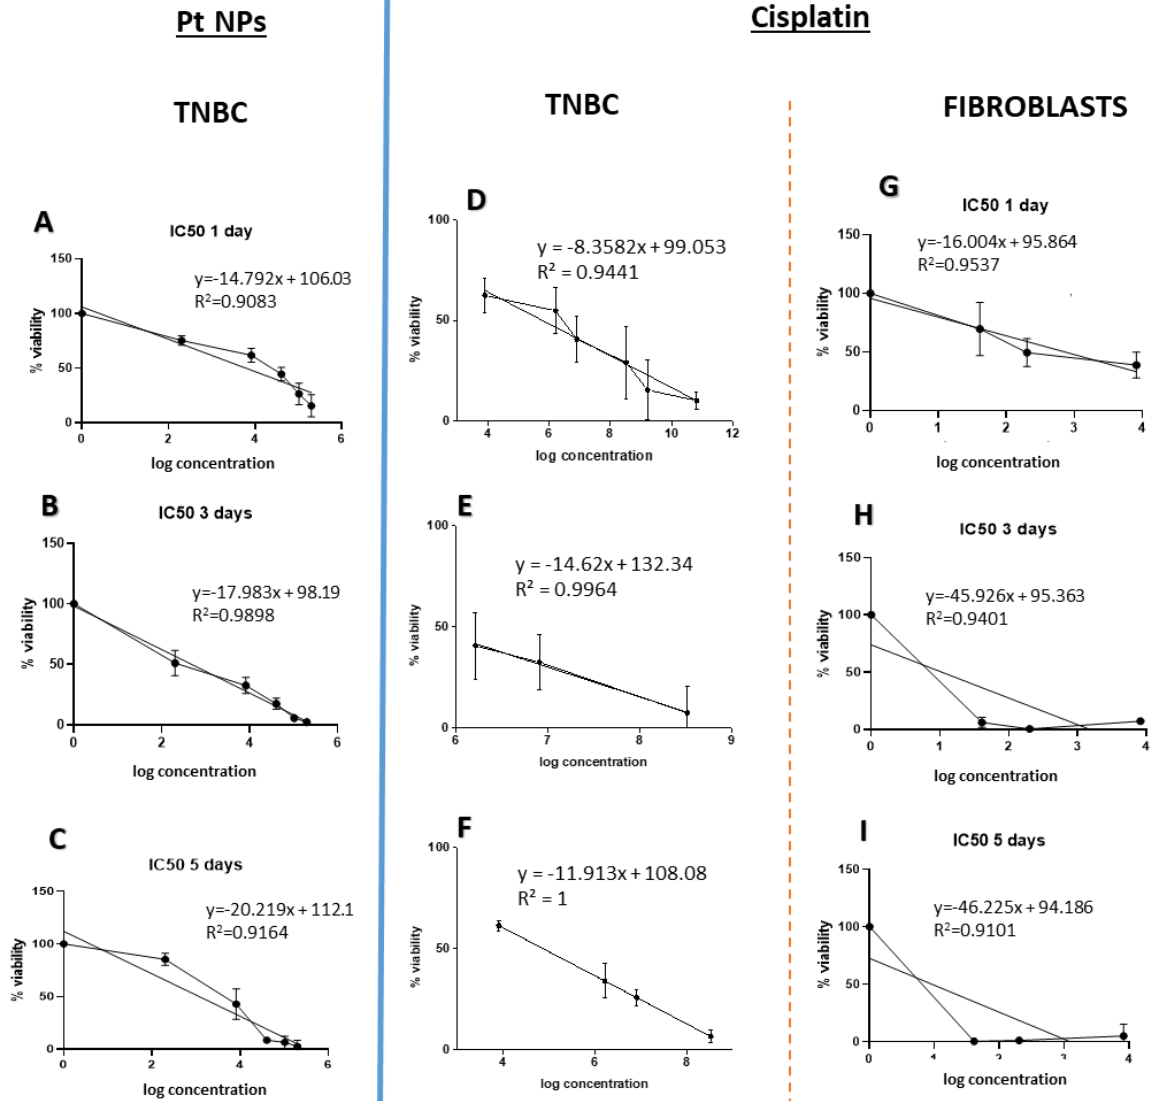 Pt NPs
Cisplatin
TNBC
TNBC
FIBROBLASTS
A
IC50 1 day
y=-14.792x + 106.03
R²=0.9083
150
100
50
0
% viability
0 2 4 6
log concentration
B
IC50 3 days
y=-17.983x + 98.19
R²=0.9898
150
100
50
0
% viability
0 2 4 6
log concentration
C
IC50 5 days
y=-20.219x + 112.1
R²=0.9164
150
100
50
0
% viability
0 2 4 6
log concentration
D
y = -8.3582x + 99.053
R² = 0.9441
100
50
0
% viability
4 6 8 10 12
log concentration
E
y = -14.62x + 132.34
R² = 0.9964
100
50
0
% viability
6 7 8 9
log concentration
F
y = -11.913x + 108.08
R² = 1
100
50
0
% viability
4 6 8
log concentration
G
IC50 1 day
y=-16.004x + 95.864
R²=0.9537
150
100
50
0
% viability
0 1 2 3 4
log concentration
H
IC50 3 days
y=-45.926x + 95.363
R²=0.9401
150
100
50
0
% viability
0 1 2 3 4
log concentration
I
IC50 5 days
y=-46.225x + 94.186
R²=0.9101
150
100
50
0
% viability
0 1 2 3 4
log concentration